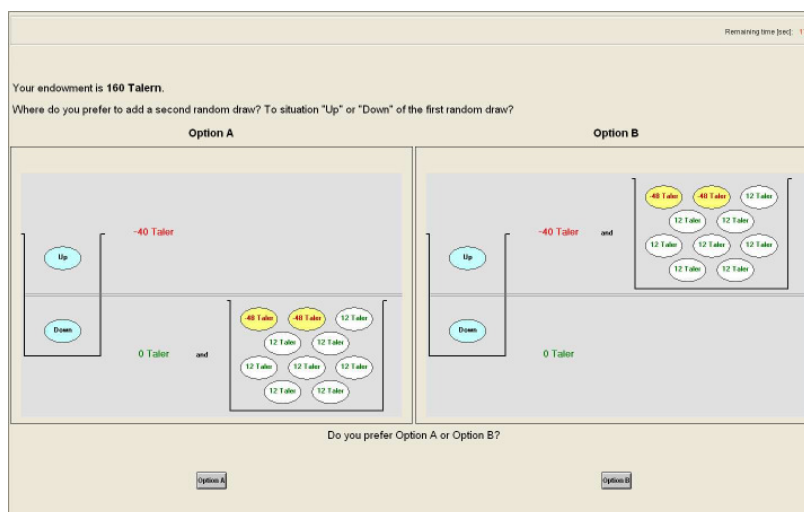 Remaining time [sec]: 1
Your endowment is 160 Talern.
Where do you prefer to add a second random draw? To situation "Up" or "Down" of the first random draw?
Option A
Option B
Up
-40 Taler
Down
0 Taler and
-48 Taler -48 Taler 12 Taler
12 Taler 12 Taler
12 Taler 12 Taler 12 Taler
12 Taler 12 Taler
Up
-40 Taler and
-48 Taler -48 Taler 12 Taler
12 Taler 12 Taler
12 Taler 12 Taler 12 Taler
12 Taler 12 Taler
Down
0 Taler
Do you prefer Option A or Option B?
Option A
Option B